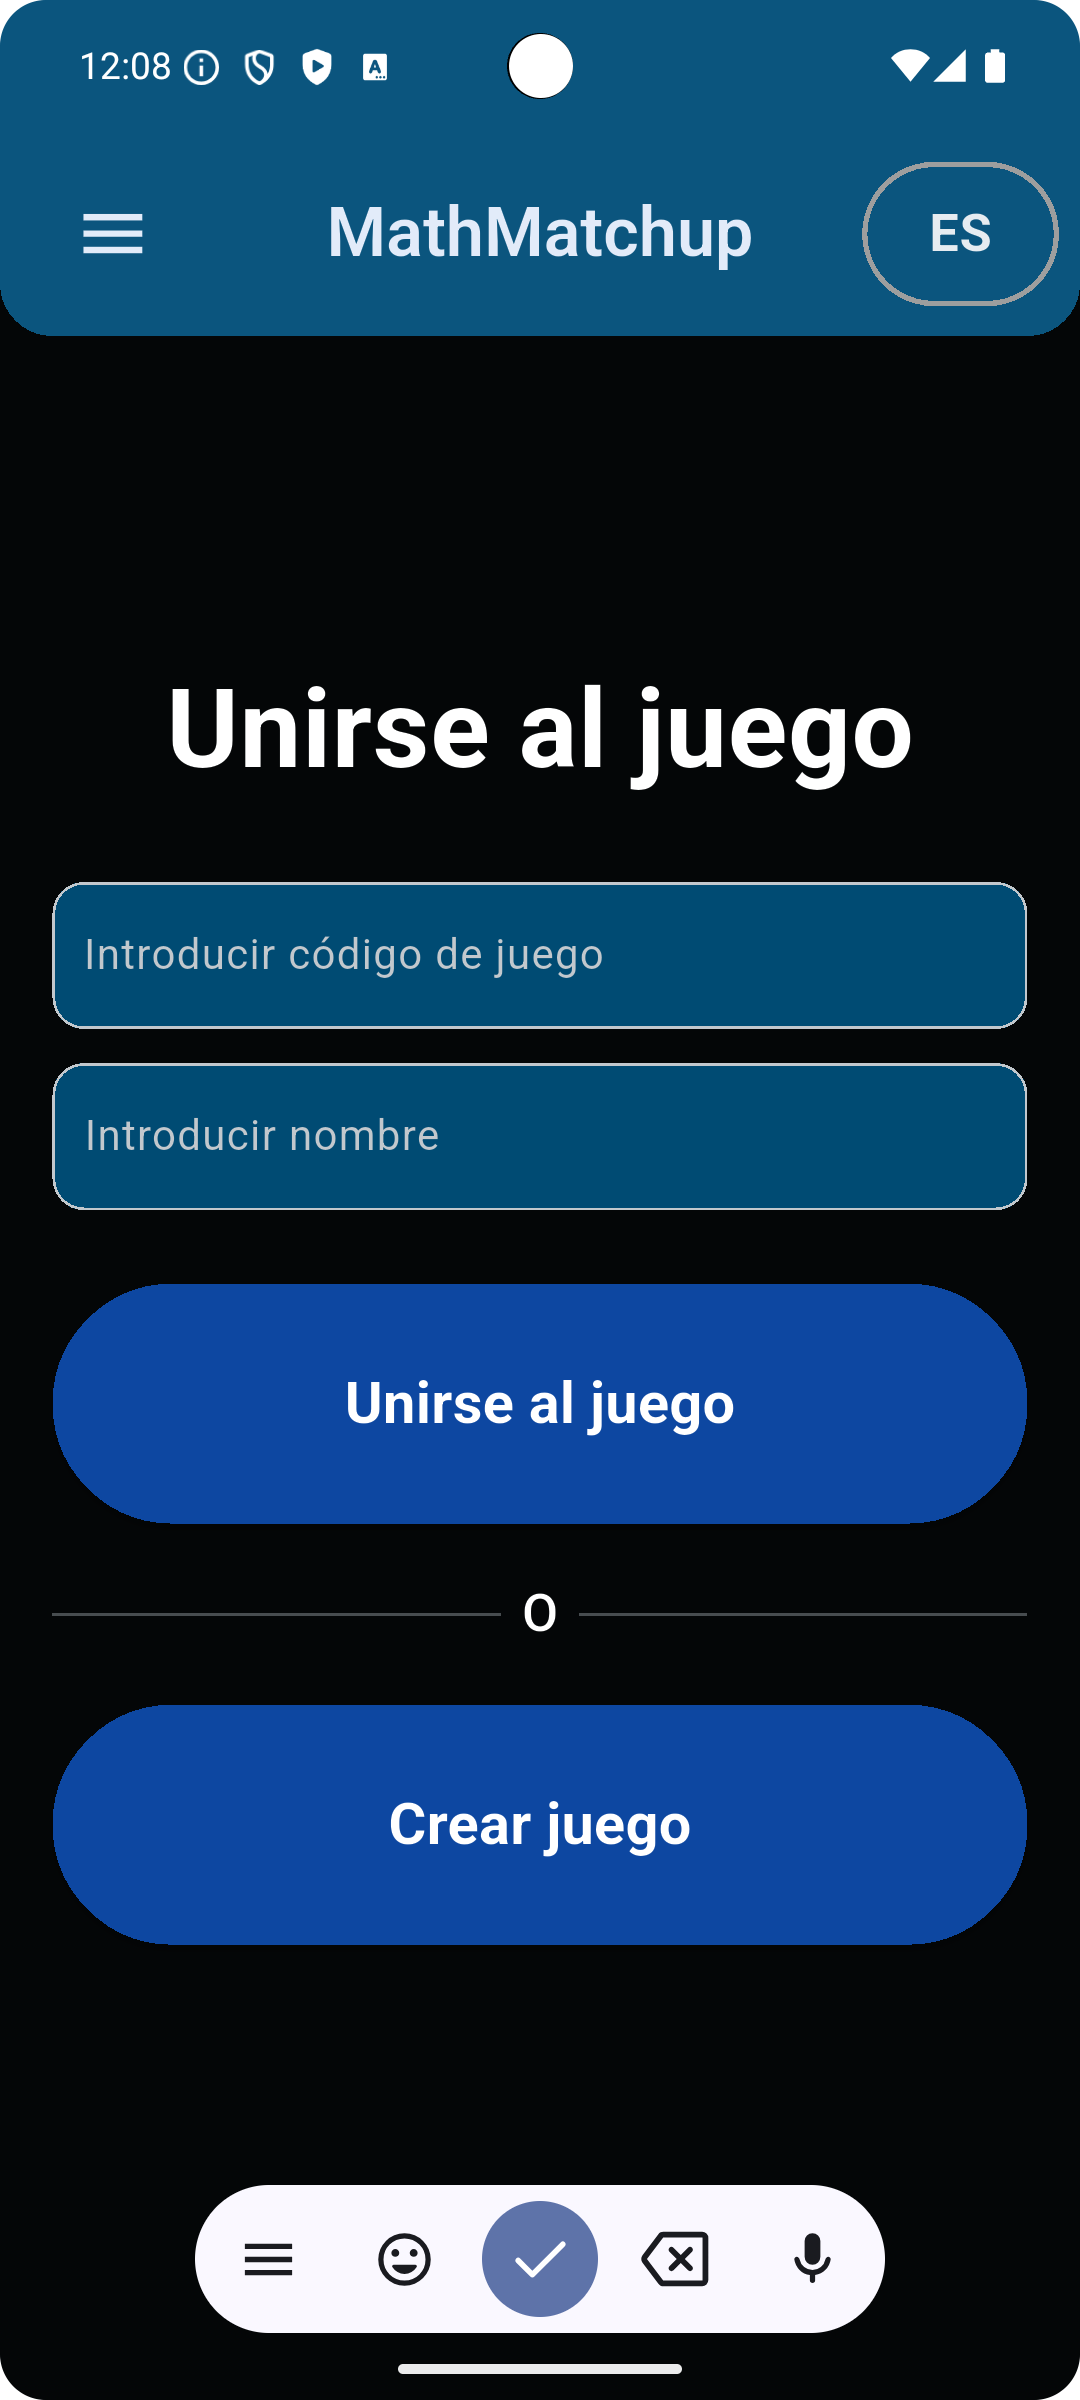 12:08
MathMatchup
ES
Unirse al juego
Introducir código de juego
Introducir nombre
Unirse al juego
O
Crear juego